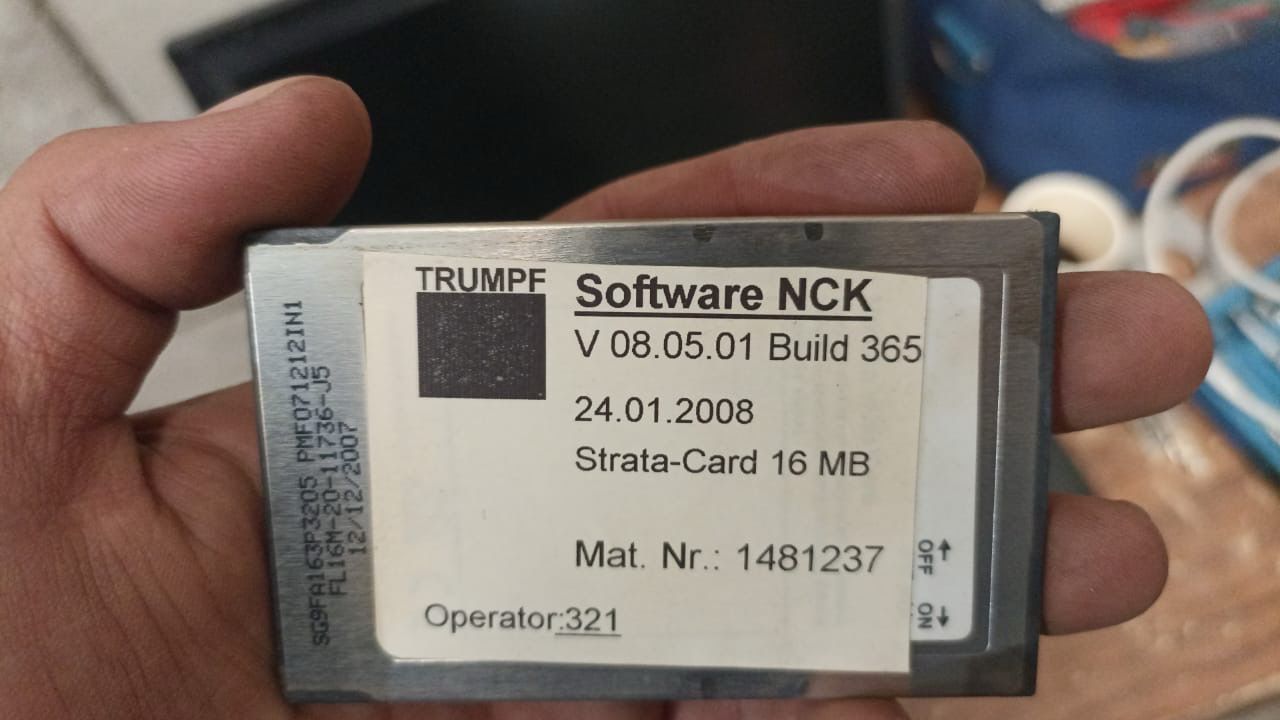 TRUMPF
Software NCK
V 08.05.01 Build 365
24.01.2008
Strata-Card 16 MB
Mat. Nr.: 1481237
Operator:321
SG9FA163P3205 PMF071212IN1
FL16M-20-11736-J5
12/12/2007
↑
OFF
ON
↓